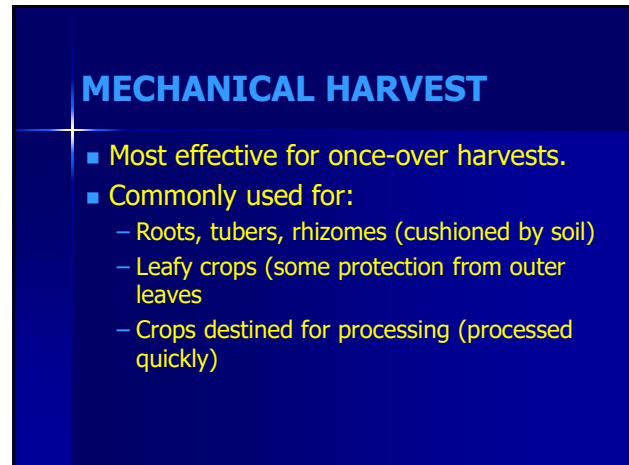 MECHANICAL HARVEST
■ Most effective for once-over harvests.
■ Commonly used for:
– Roots, tubers, rhizomes (cushioned by soil)
– Leafy crops (some protection from outer
leaves
– Crops destined for processing (processed
quickly)